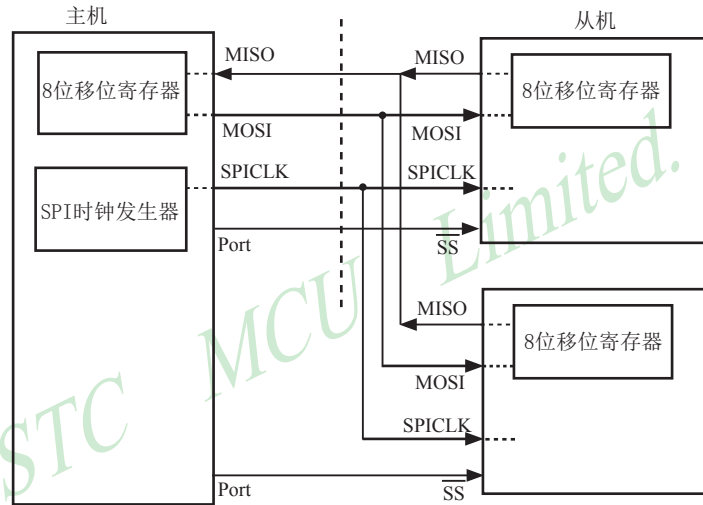 主机
从机
8位移位寄存器
MISO
MISO
8位移位寄存器
MOSI
MOSI
SPI时钟发生器
SPICLK
SPICLK
Port
SS
MISO
8位移位寄存器
MOSI
SPICLK
Port
SS
STC MCU Limited.